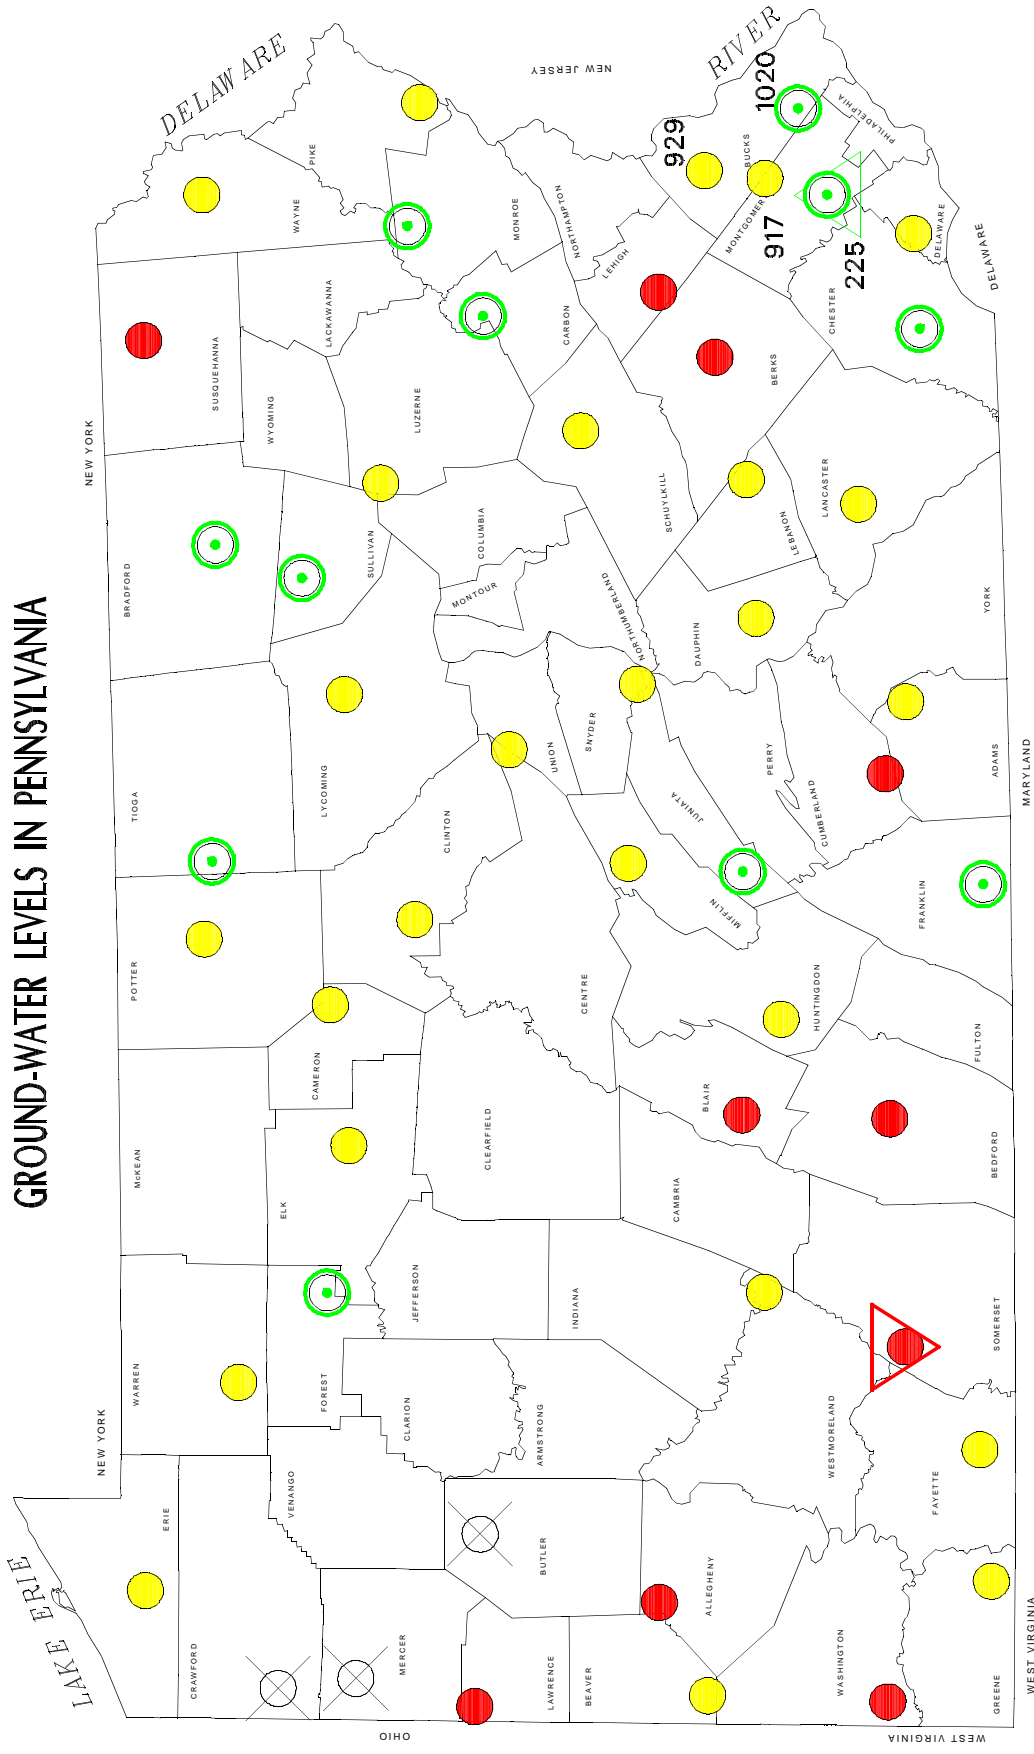 GROUND-WATER LEVELS IN PENNSYLVANIA
LAKE ERIE
NEW YORK
NEW YORK
DELAWARE
RIVER
NEW JERSEY
DELAWARE
MARYLAND
WEST VIRGINIA
WEST VIRGINIA
OHIO
ERIE
CRAWFORD
WARREN
McKEAN
POTTER
TIOGA
BRADFORD
SUSQUEHANNA
WAYNE
PIKE
MERCER
VENANGO
FOREST
ELK
CAMERON
CLINTON
LYCOMING
SULLIVAN
WYOMING
LACKAWANNA
LUZERNE
MONROE
LAWRENCE
BUTLER
CLARION
JEFFERSON
CLEARFIELD
CENTRE
UNION
SNYDER
MONTOUR
COLUMBIA
NORTHUMBERLAND
CARBON
NORTHAMPTON
LEHIGH
SCHUYLKILL
BEAVER
ARMSTRONG
INDIANA
CAMBRIA
BLAIR
HUNTINGDON
MIFFLIN
JUNIATA
PERRY
DAUPHIN
LEBANON
BERKS
BUCKS
MONTGOMER
PHILADELPHIA
DELAWARE
CHESTER
LANCASTER
ALLEGHENY
WESTMORELAND
WASHINGTON
GREENE
FAYETTE
SOMERSET
BEDFORD
FULTON
FRANKLIN
CUMBERLAND
ADAMS
YORK
929
1020
917
225